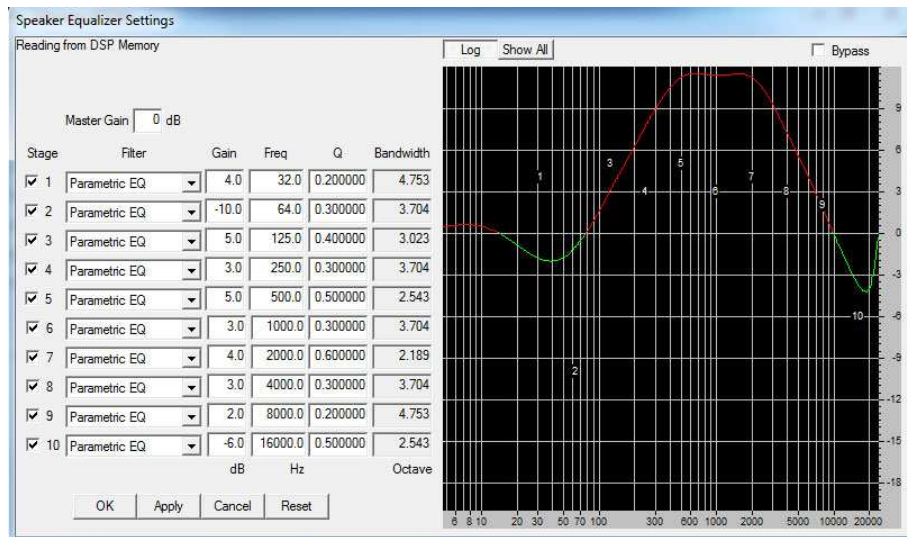 Speaker Equalizer Settings
Reading from DSP Memory
Log Show All Bypass
Master Gain 0 dB
Stage Filter Gain Freq Q Bandwidth
1 Parametric EQ 4.0 32.0 0.200000 4.753
2 Parametric EQ -10.0 64.0 0.300000 3.704
3 Parametric EQ 5.0 125.0 0.400000 3.023
4 Parametric EQ 3.0 250.0 0.300000 3.704
5 Parametric EQ 5.0 500.0 0.500000 2.543
6 Parametric EQ 3.0 1000.0 0.300000 3.704
7 Parametric EQ 4.0 2000.0 0.600000 2.189
8 Parametric EQ 3.0 4000.0 0.300000 3.704
9 Parametric EQ 2.0 8000.0 0.200000 4.753
10 Parametric EQ -6.0 16000.0 0.500000 2.543
dB Hz Octave
OK Apply Cancel Reset
9
6
3
0
-3
-6
-9
-12
-15
-18
3 5
1 7
4 6 8
9
10
2
6 8 10 20 30 50 70 100 300 600 1000 2000 5000 10000 20000